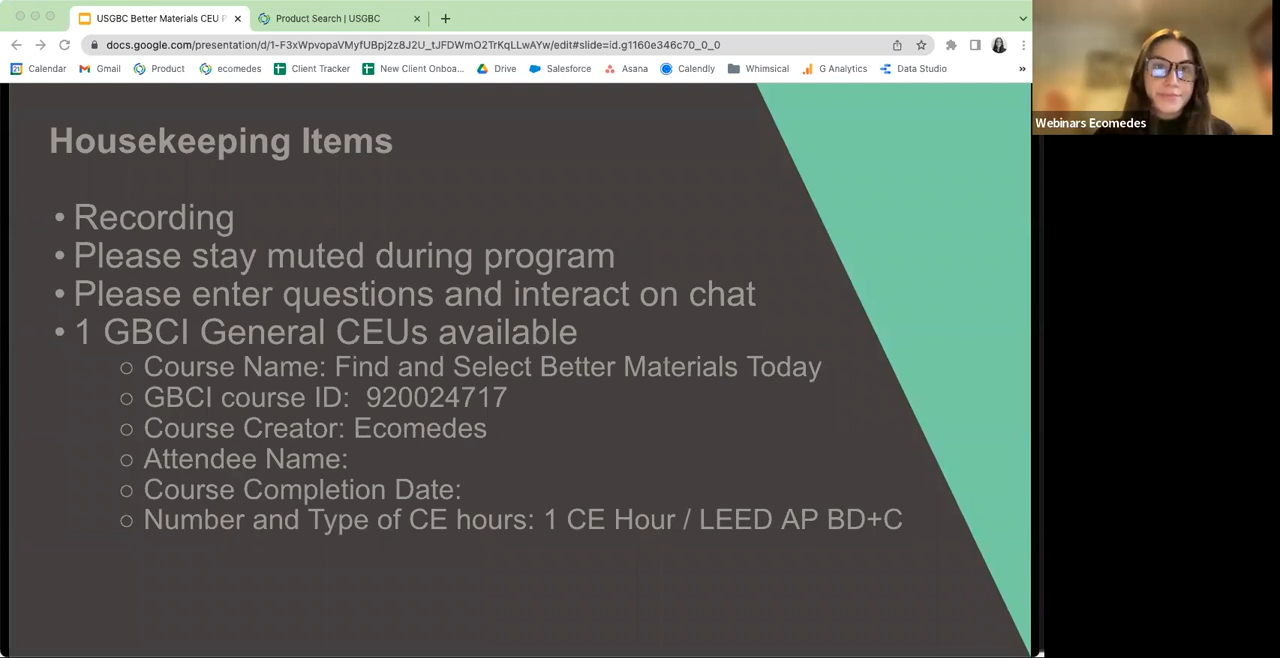 USGBC Better Materials CEU P
Product Search | USGBC
docs.google.com/presentation/d/1-F3xWpvopaVMyfUBpj2z8J2U_tJFDWmO2TrKqLLwAYw/edit#slide=id.g1160e346c70_0_0
Calendar Gmail Product ecomedes Client Tracker New Client Onboa... Drive Salesforce Asana Calendly Whimsical G Analytics Data Studio »
Webinars Ecomedes
Housekeeping Items
• Recording
• Please stay muted during program
• Please enter questions and interact on chat
• 1 GBCI General CEUs available
○ Course Name: Find and Select Better Materials Today
○ GBCI course ID: 920024717
○ Course Creator: Ecomedes
○ Attendee Name:
○ Course Completion Date:
○ Number and Type of CE hours: 1 CE Hour / LEED AP BD+C